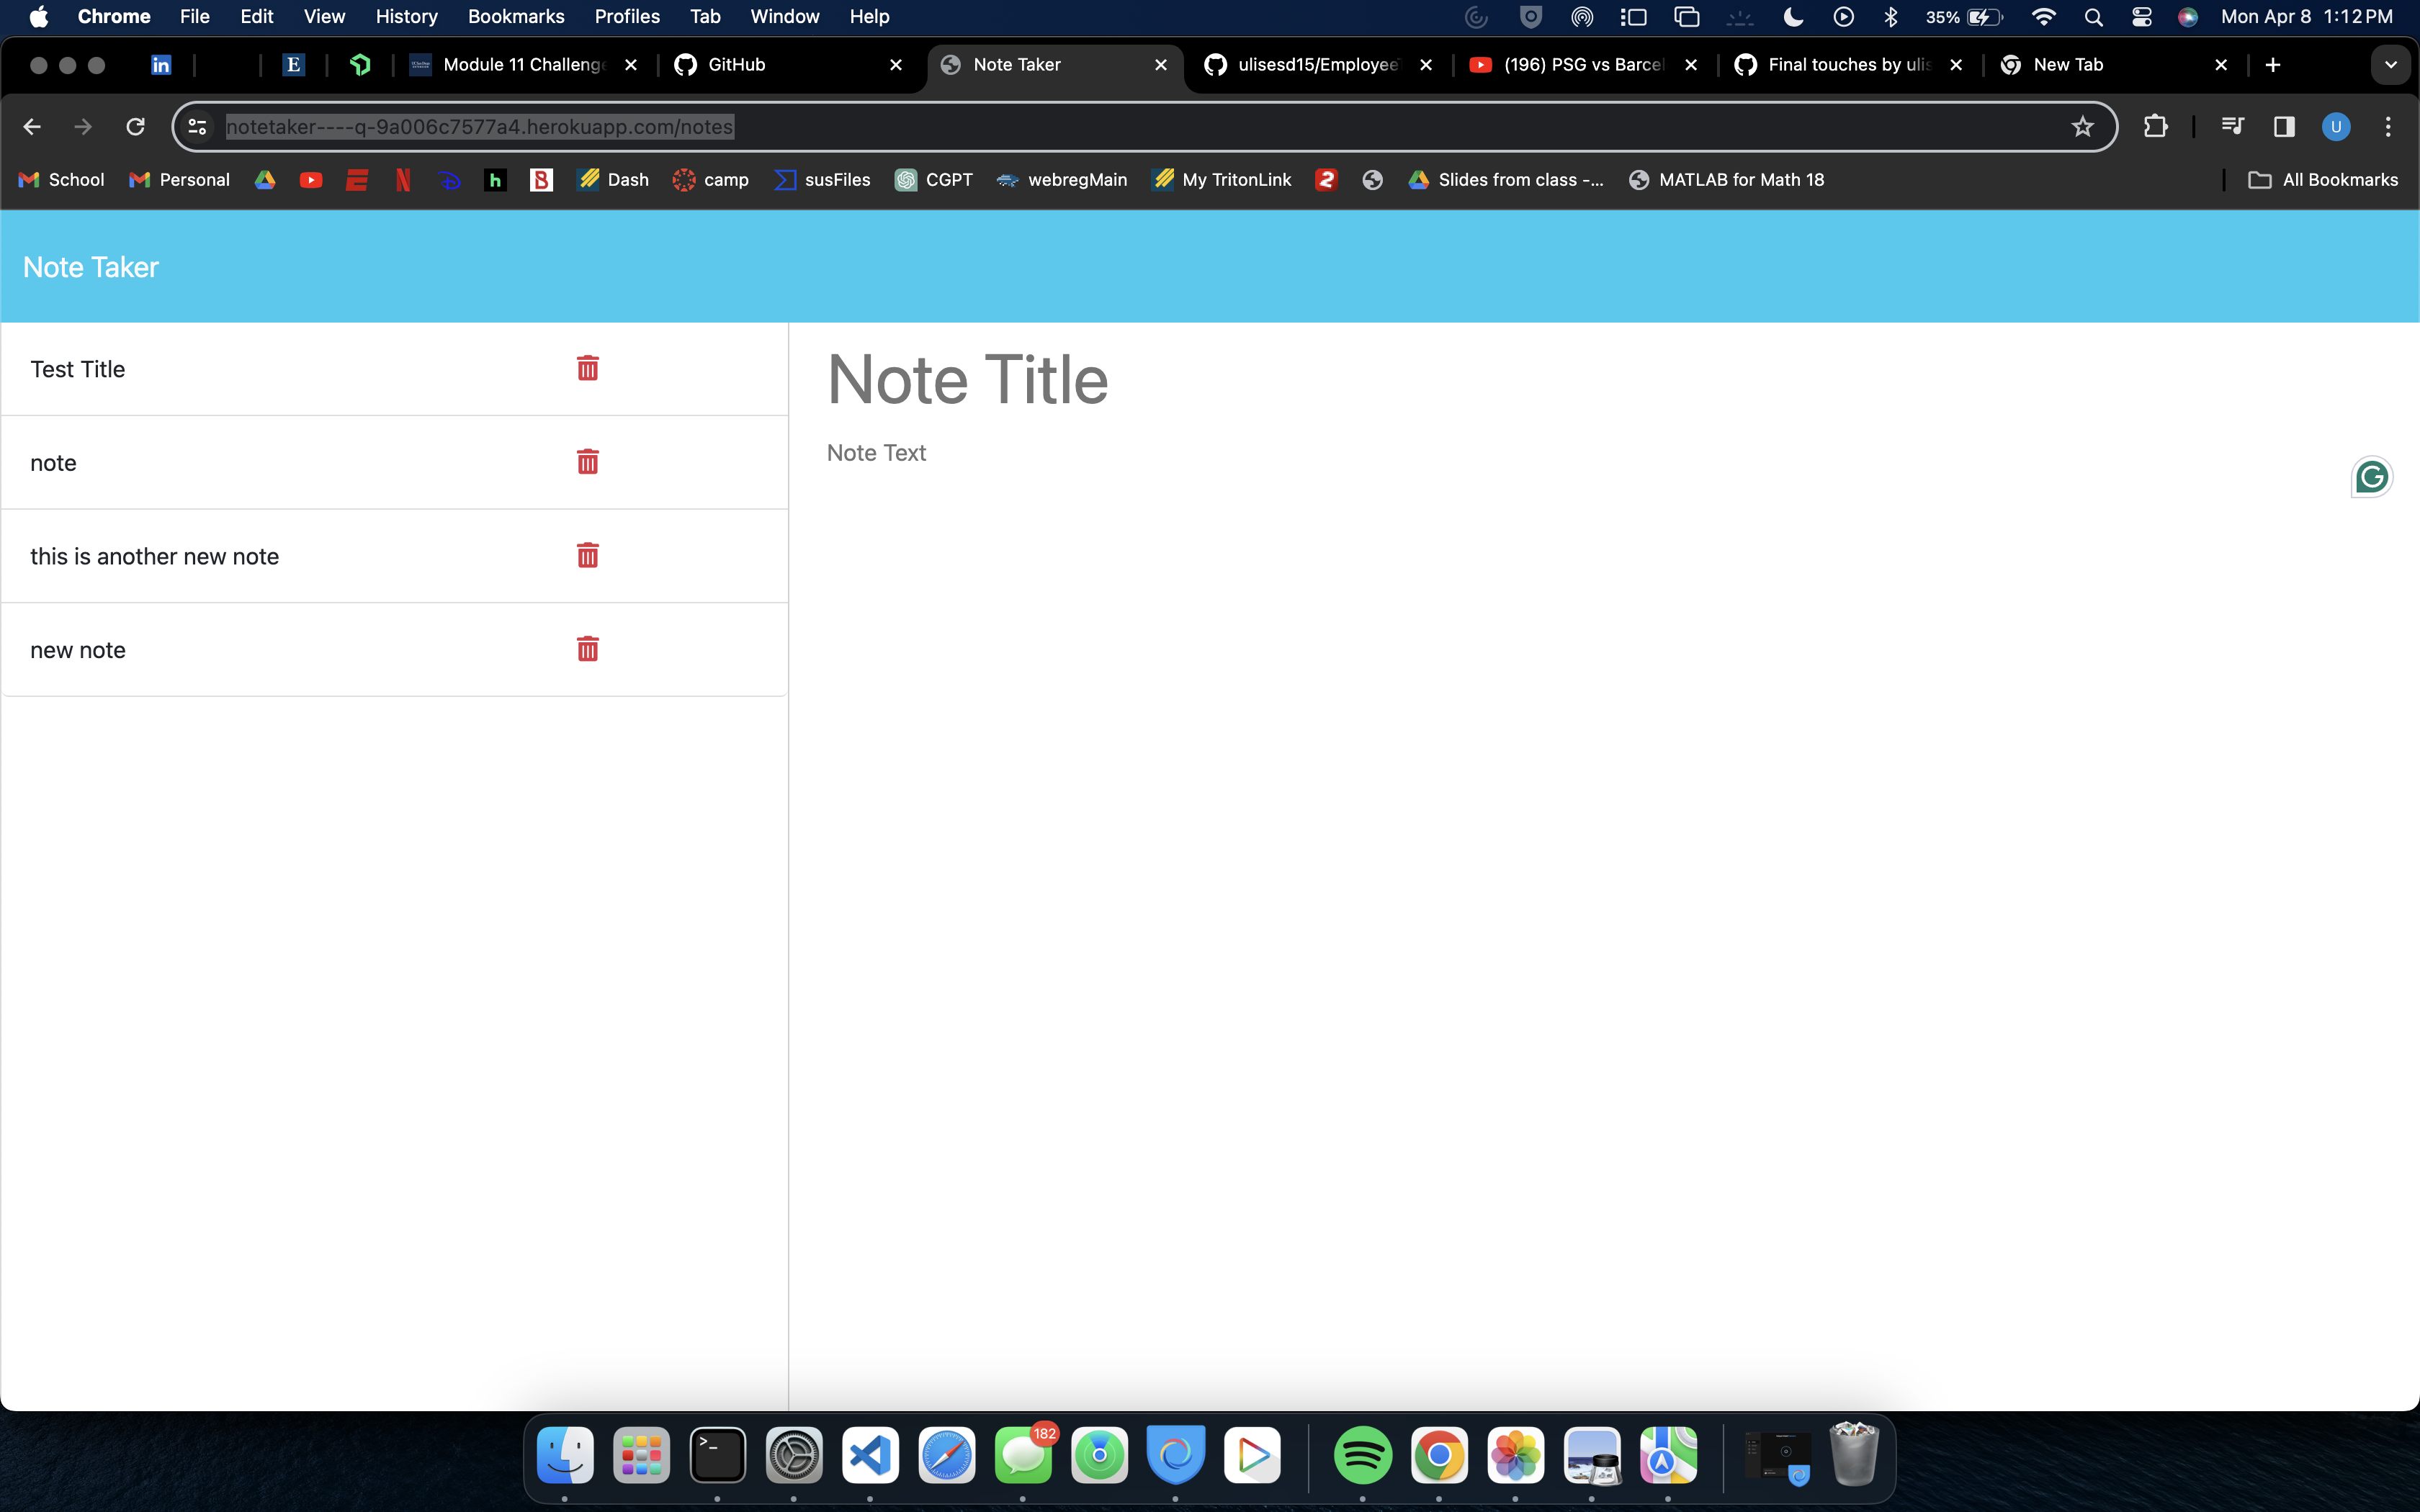 Chrome File Edit View History Bookmarks Profiles Tab Window Help 35% Mon Apr 8 1:12 PM
in E Module 11 Challenge GitHub Note Taker ulisesd15/Employee (196) PSG vs Barcel Final touches by ulis New Tab
notetaker----q-9a006c7577a4.herokuapp.com/notes U
School Personal E N h B Dash camp susFiles CGPT webregMain My TritonLink 2 Slides from class -... MATLAB for Math 18 All Bookmarks
Note Taker
Test Title
note
this is another new note
new note
Note Title
Note Text
G
182